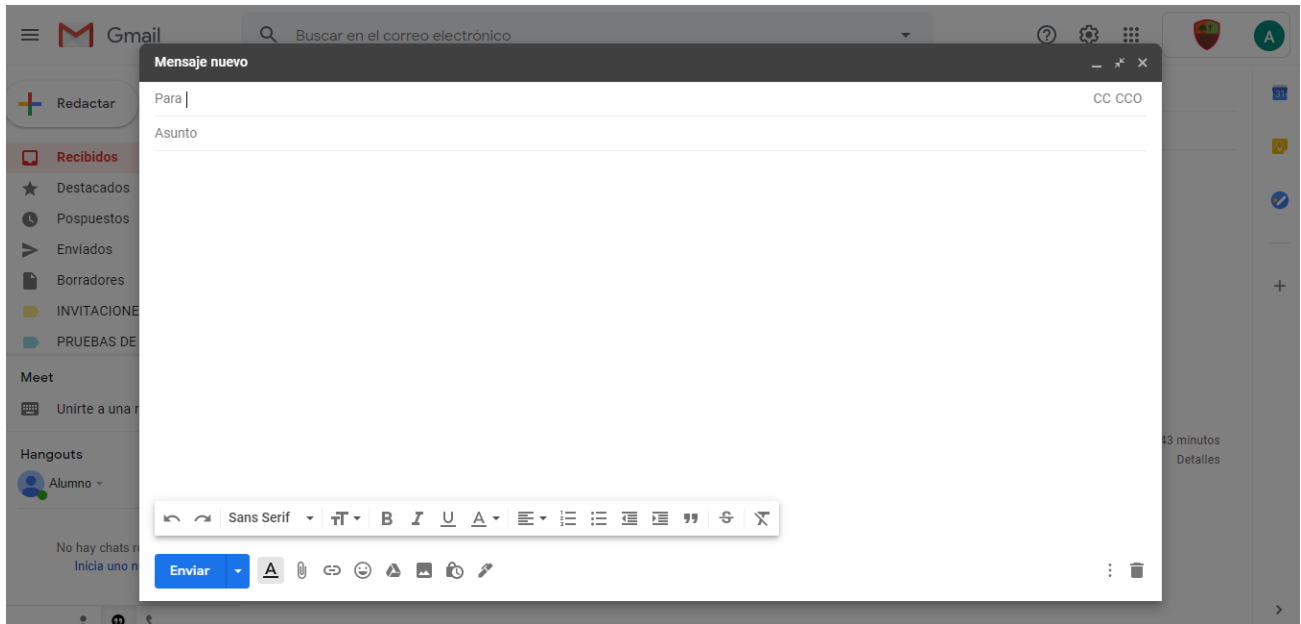 Gmail
Buscar en el correo electrónico
A
Mensaje nuevo
Para
CC CCO
Asunto
Redactar
Recibidos
Destacados
Pospuestos
Enviados
Borradores
INVITACIONE
PRUEBAS DE
Meet
Unirte a una r
Hangouts
Alumno
No hay chats r
Inicia uno n
31
43 minutos
Detalles
Sans Serif
B I U A
Enviar
A